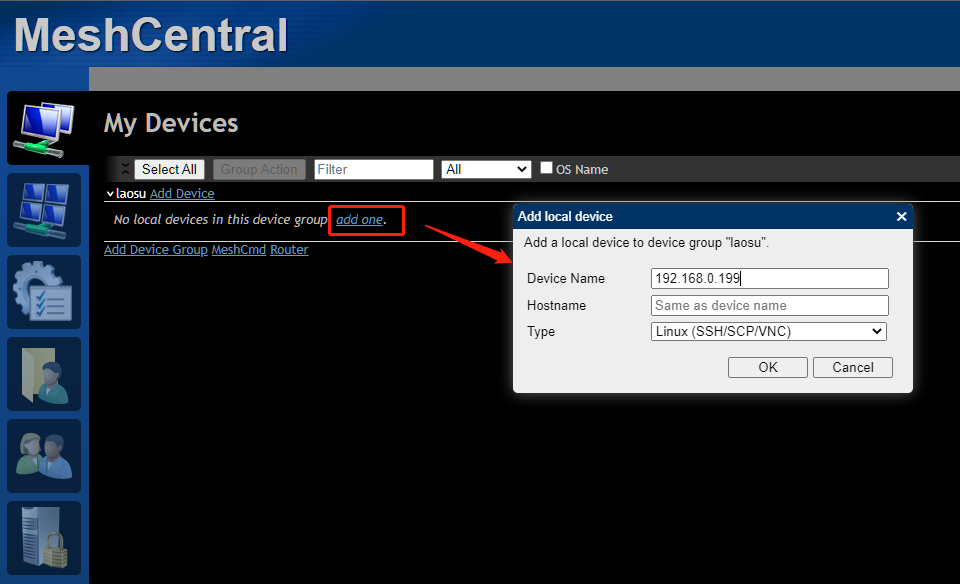 MeshCentral
My Devices
Select All Group Action Filter All OS Name
laosu Add Device
No local devices in this device group add one.
Add Device Group MeshCmd Router
Add local device
Add a local device to device group "laosu".
Device Name 192.168.0.199
Hostname Same as device name
Type Linux (SSH/SCP/VNC)
OK Cancel